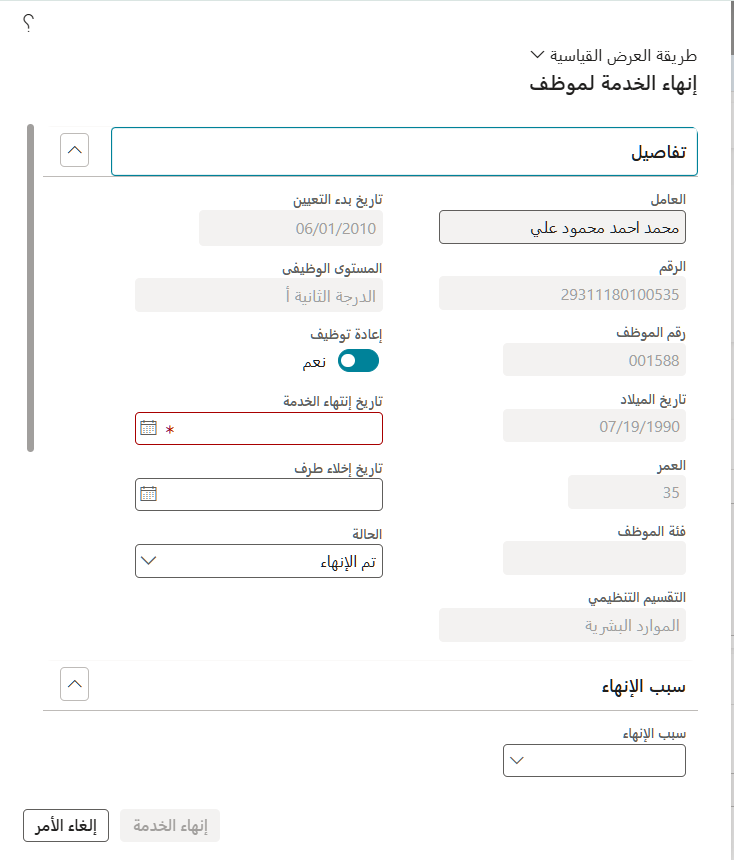 ؟
طريقة العرض القياسية
إنهاء الخدمة لموظف
تفاصيل
العامل
محمد احمد محمود علي
الرقم
29311180100535
رقم الموظف
001588
تاريخ الميلاد
07/19/1990
العمر
35
فئة الموظف
التقسيم التنظيمي
الموارد البشرية
تاريخ بدء التعيين
06/01/2010
المستوى الوظيفى
الدرجة الثانية أ
إعادة توظيف
نعم
تاريخ إنتهاء الخدمة
*
تاريخ إخلاء طرف
الحالة
تم الإنهاء
سبب الإنهاء
سبب الإنهاء
إنهاء الخدمة
إلغاء الأمر